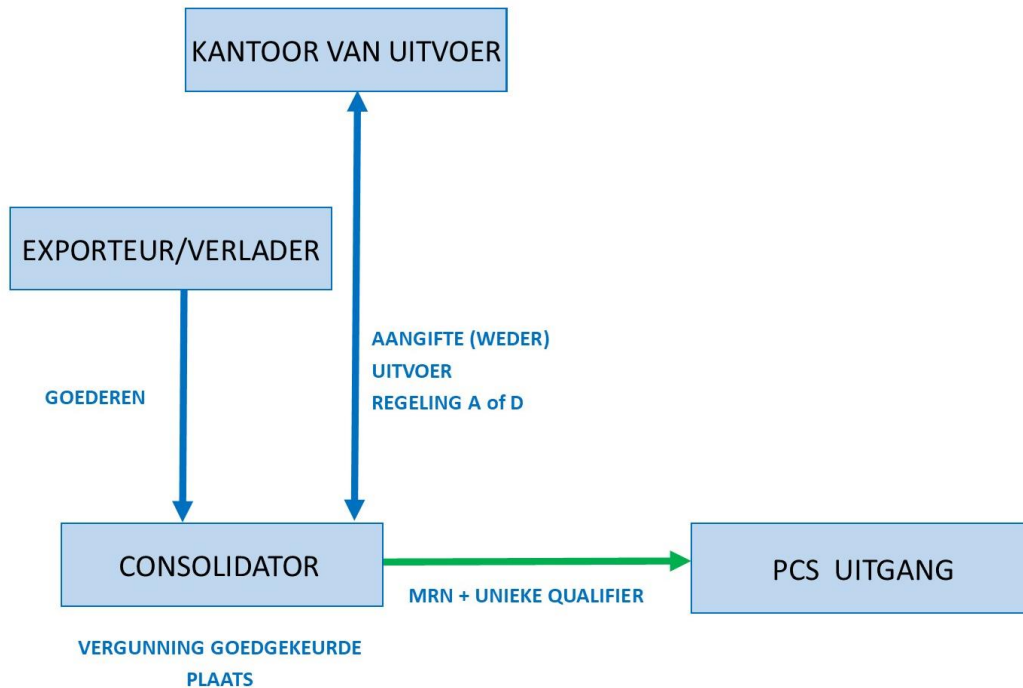 KANTOOR VAN UITVOER
EXPORTEUR/VERLADER
AANGIFTE (WEDER)
UITVOER
REGELING A of D
GOEDEREN
CONSOLIDATOR
PCS UITGANG
MRN + UNIEKE QUALIFIER
VERGUNNING GOEDGEKEURDE
PLAATS